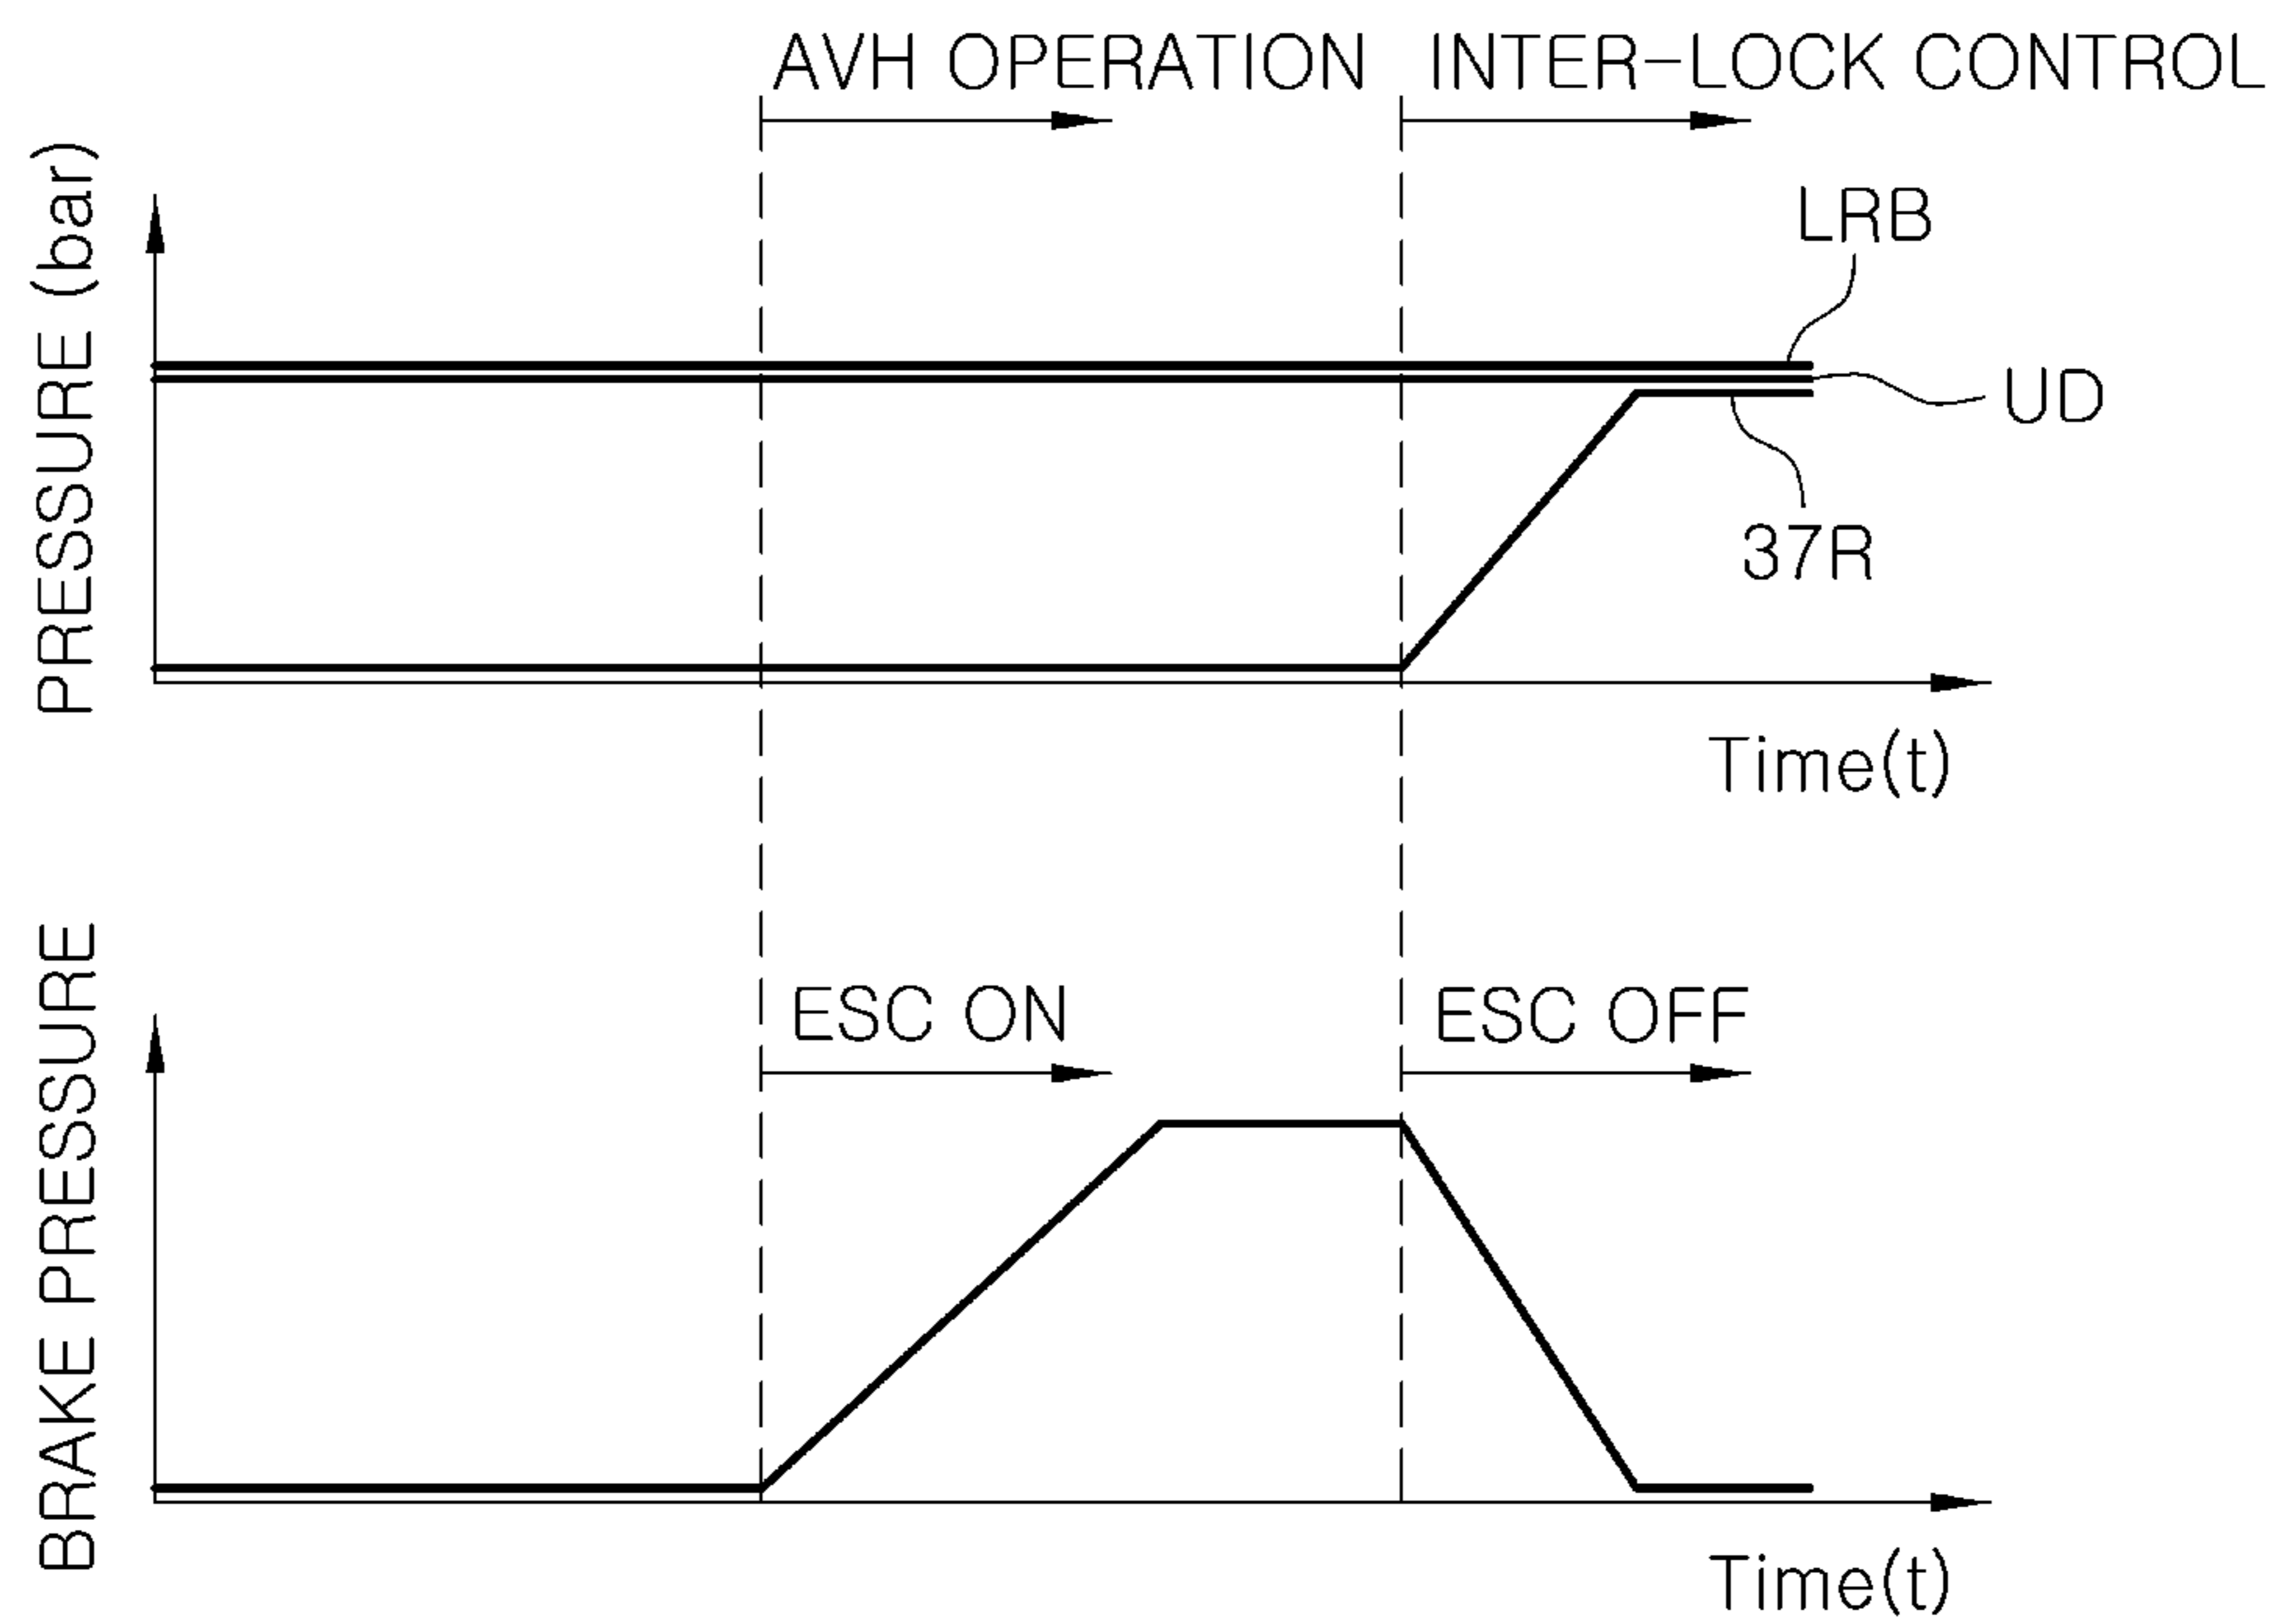 AVH OPERATION
INTER-LOCK CONTROL
PRESSURE (bar)
LRB
UD
37R
Time(t)
BRAKE PRESSURE
ESC ON
ESC OFF
Time(t)